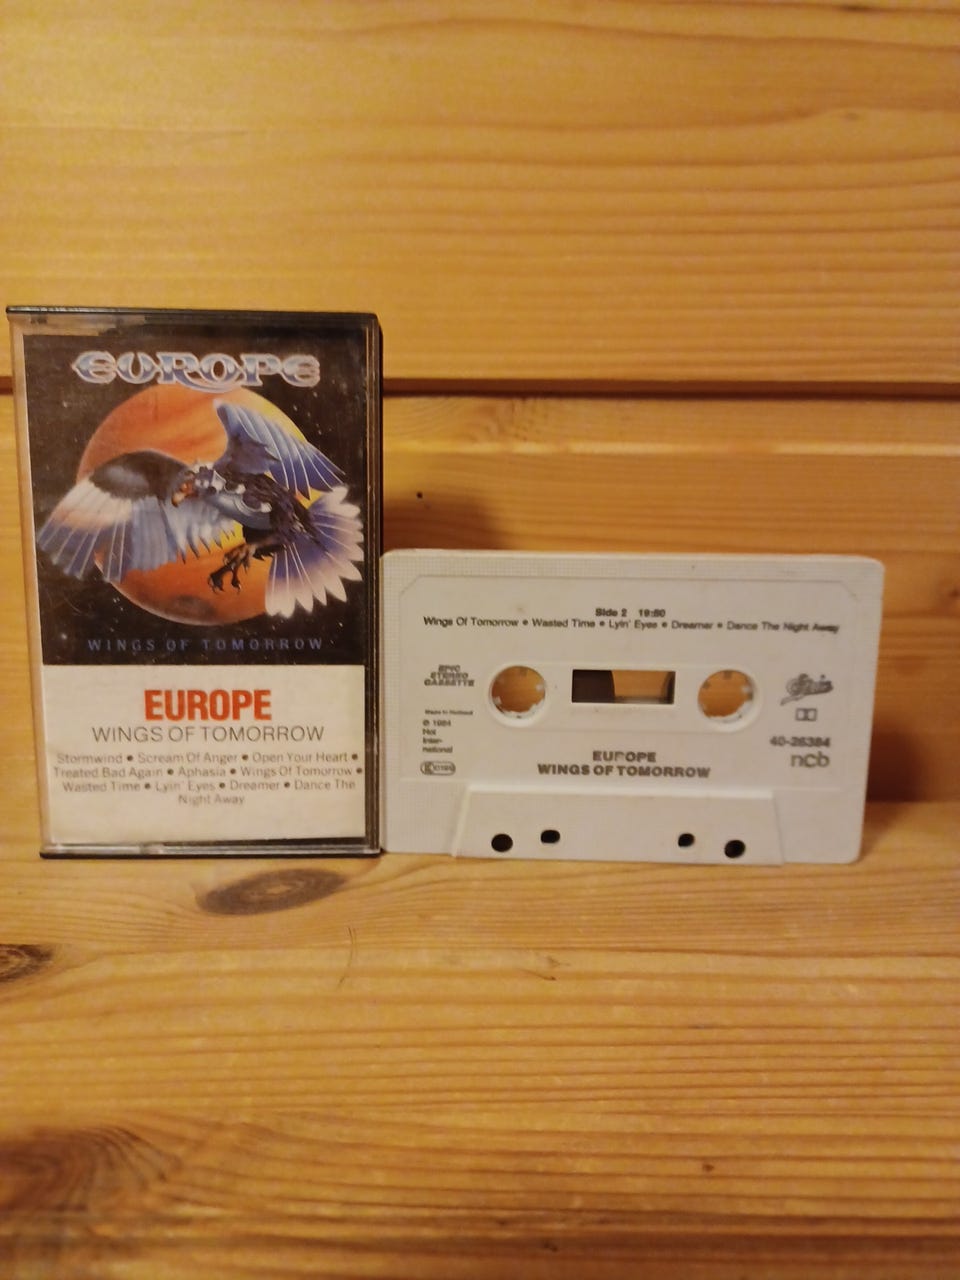 EUROPE
WINGS OF TOMORROW
EUROPE
WINGS OF TOMORROW
Stormwind • Scream Of Anger • Open Your Heart •
Treated Bad Again • Aphasia • Wings Of Tomorrow •
Wasted Time • Lyin' Eyes • Dreamer • Dance The
Night Away
Side 2 19:50
Wings Of Tomorrow • Wasted Time • Lyin' Eyes • Dreamer • Dance The Night Away
EPIC
STEREO
CASSETTE
Epic
Made in Holland
℗ 1984
Hot
Inter-
national
40-26384
ncb
EUROPE
WINGS OF TOMORROW